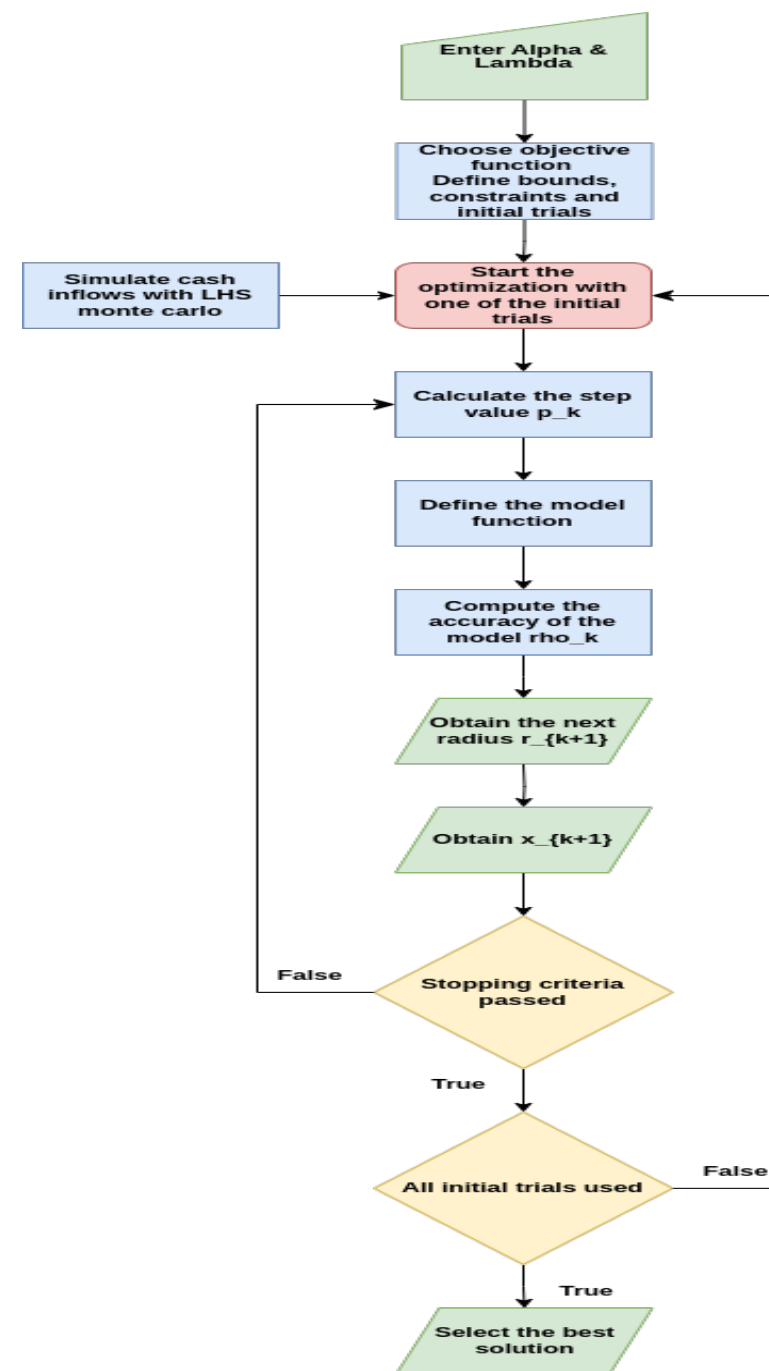 Enter Alpha &
Lambda
Choose objective
function
Define bounds,
constraints and
initial trials
Simulate cash
inflows with LHS
monte carlo
Start the
optimization with
one of the initial
trials
Calculate the step
value p_k
Define the model
function
Compute the
accuracy of the
model rho_k
Obtain the next
radius r_{k+1}
Obtain x_{k+1}
False
Stopping criteria
passed
True
All initial trials used
False
True
Select the best
solution